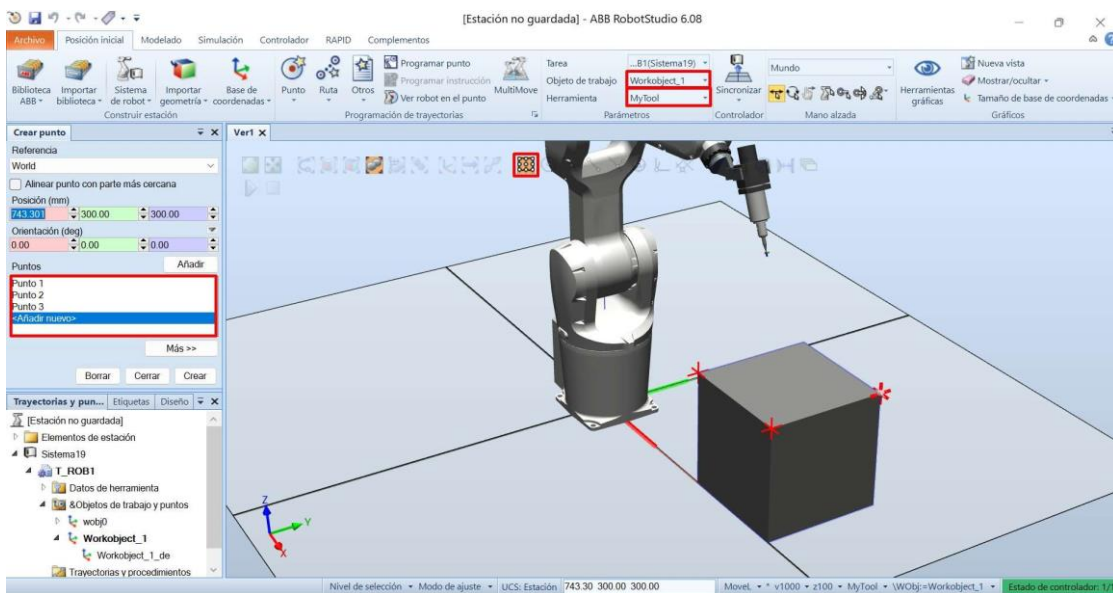 [Estación no guardada] - ABB RobotStudio 6.08
Archivo Posición inicial Modelado Simulación Controlador RAPID Complementos
Biblioteca ABB
Importar biblioteca
Sistema de robot
Importar geometría
Base de coordenadas
Construir estación
Punto
Ruta
Otros
Programar punto
Programar instrucción
Ver robot en el punto
MultiMove
Programación de trayectorias
Tarea ...B1(Sistema19)
Objeto de trabajo Workobject_1
Herramienta MyTool
Parámetros
Sincronizar
Controlador
Mundo
Mano alzada
Herramientas gráficas
Nueva vista
Mostrar/ocultar
Tamaño de base de coordenadas
Gráficos
Crear punto
Referencia
World
Alinear punto con parte más cercana
Posición (mm)
743.301 300.00 300.00
Orientación (deg)
0.00 0.00 0.00
Puntos Añadir
Punto 1
Punto 2
Punto 3
<Añadir nuevo>
Más >>
Borrar Cerrar Crear
Trayectorias y pun... Etiquetas Diseño
[Estación no guardada]
Elementos de estación
Sistema19
T_ROB1
Datos de herramienta
&Objetos de trabajo y puntos
wobj0
Workobject_1
Workobject_1_de
Trayectorias y procedimientos
Ver1
Z
Y
X
Nivel de selección Modo de ajuste UCS: Estación 743.30 300.00 300.00 MoveL * v1000 z100 MyTool \WObj:=Workobject_1 Estado de controlador: 1/1